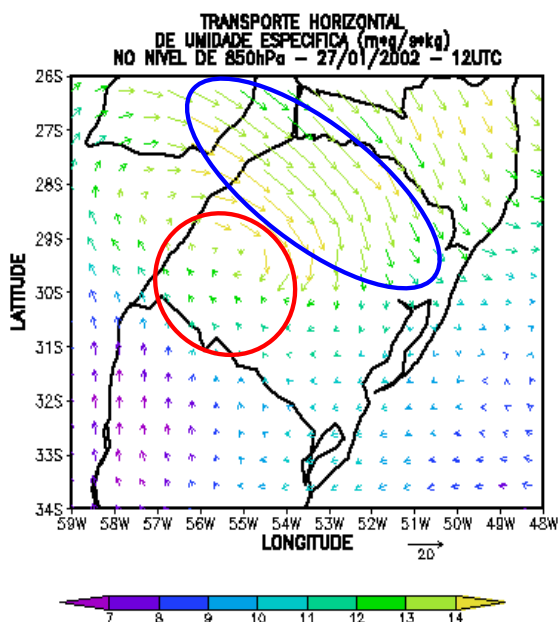 TRANSPORTE HORIZONTAL
DE UMIDADE ESPECIFICA (m*g/s*kg)
NO NIVEL DE 850hPa - 27/01/2002 - 12UTC
26S
27S
28S
29S
30S
31S
32S
33S
34S
LATITUDE
59W 58W 57W 56W 55W 54W 53W 52W 51W 50W 49W 48W
LONGITUDE
20
7 8 9 10 11 12 13 14